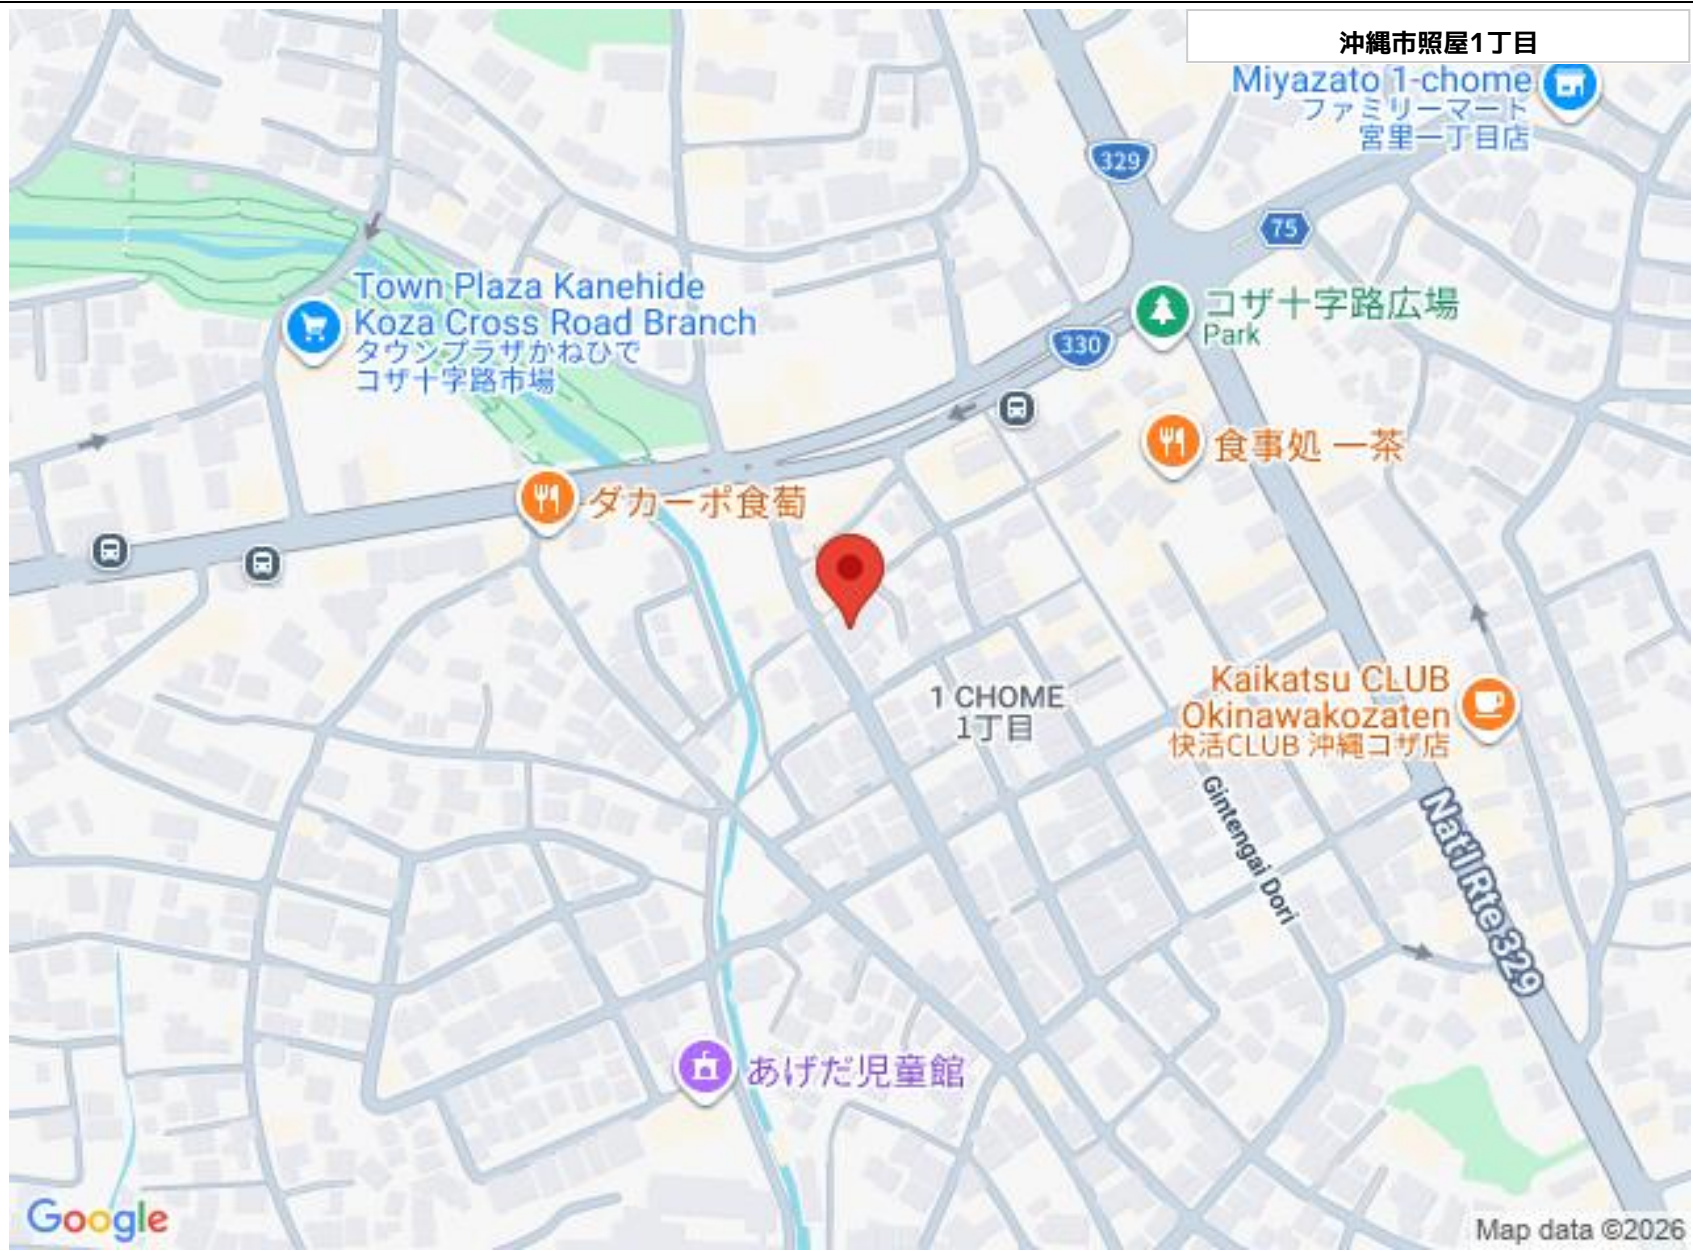 沖縄市照屋1丁目
Miyazato 1-chome
ファミリーマート
宮里一丁目店
329
75
Town Plaza Kanehide
Koza Cross Road Branch
タウンプラザかねひで
コザ十字路市場
コザ十字路広場
Park
330
食事処 一茶
ダカーポ食萄
1 CHOME
1丁目
Kaikatsu CLUB
Okinawakozaten
快活CLUB 沖縄コザ店
Gintengai Dori
Nat'l Rte 329
あげだ児童館
Google
Map data ©2026